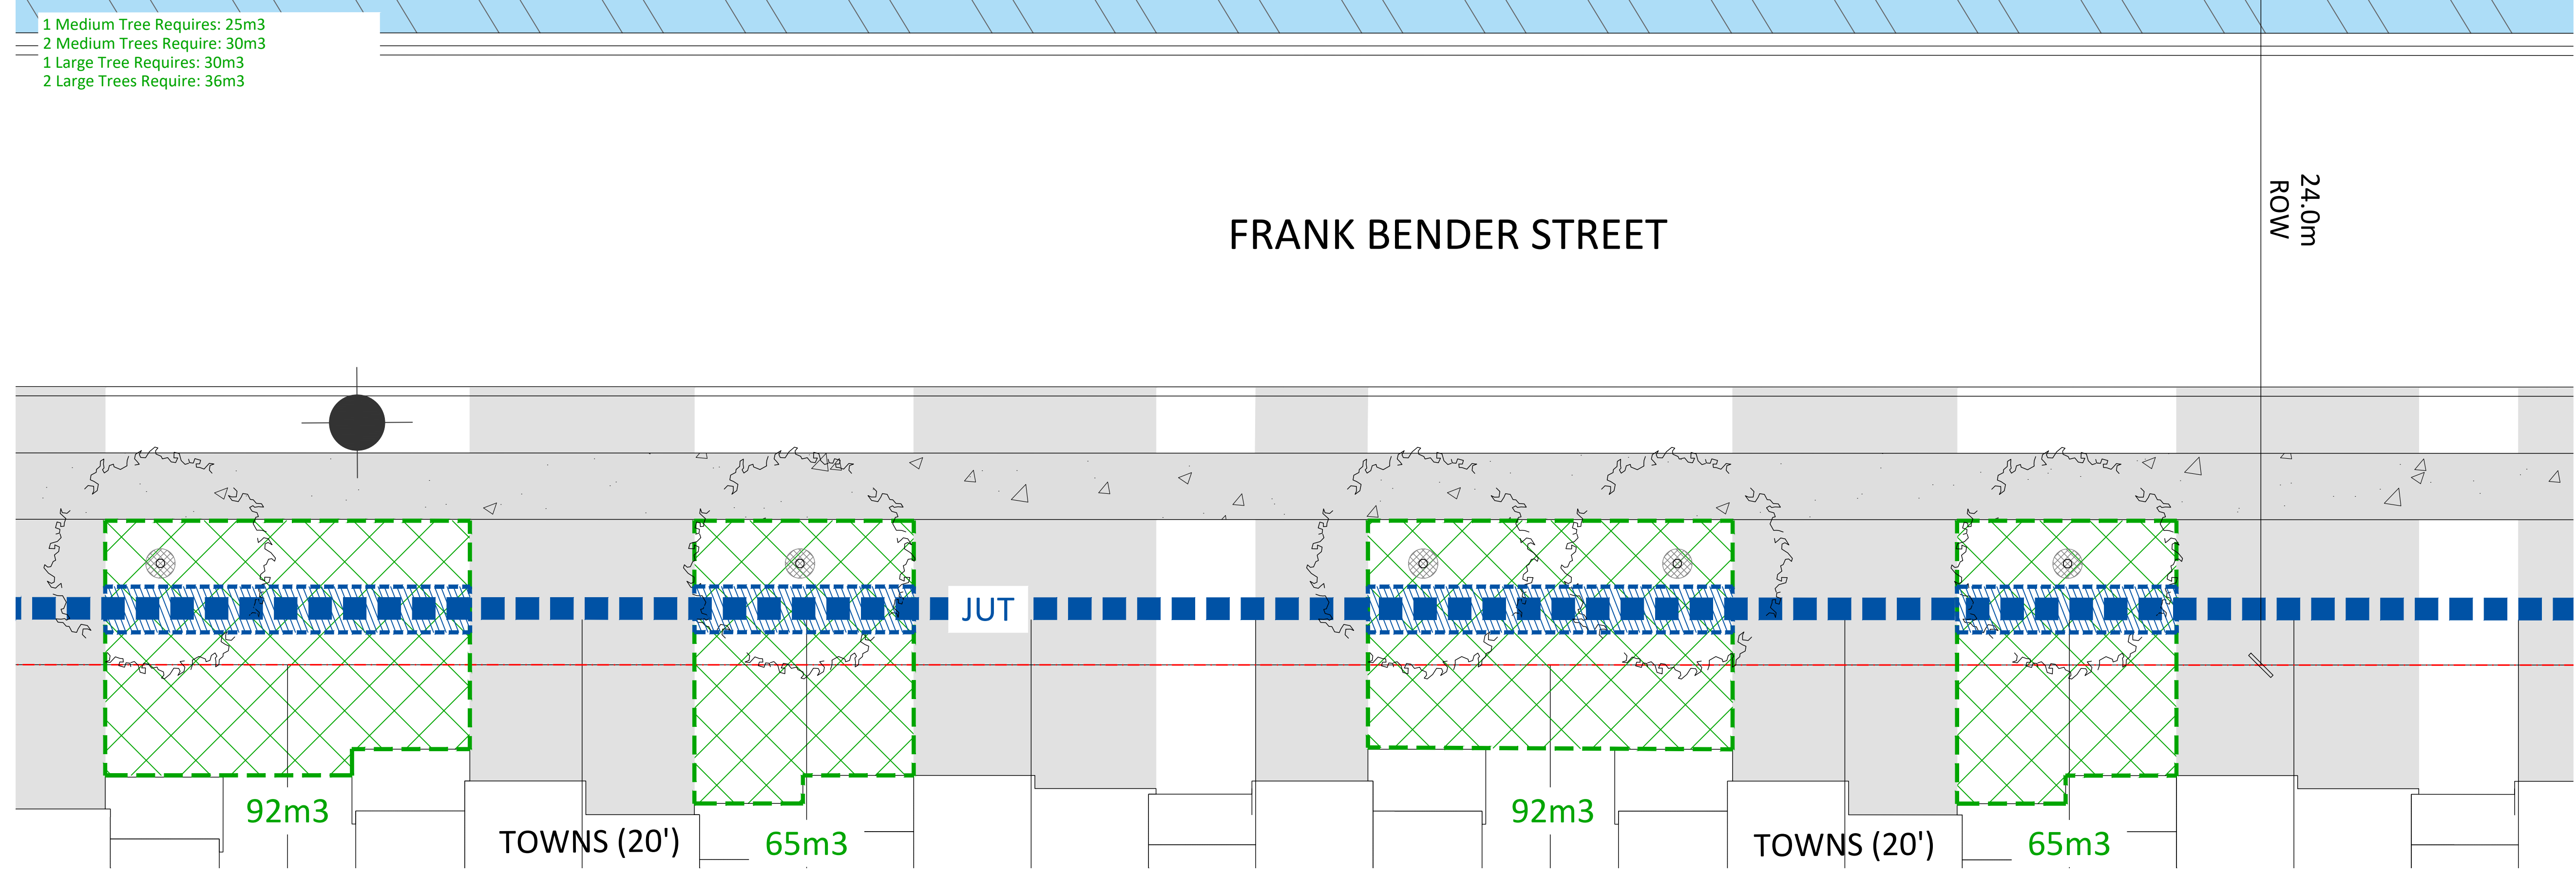 1 Medium Tree Requires: 25m3
2 Medium Trees Require: 30m3
1 Large Tree Requires: 30m3
2 Large Trees Require: 36m3
24.0m
ROW
FRANK BENDER STREET
JUT
92m3
TOWNS (20')
65m3
92m3
TOWNS (20')
65m3